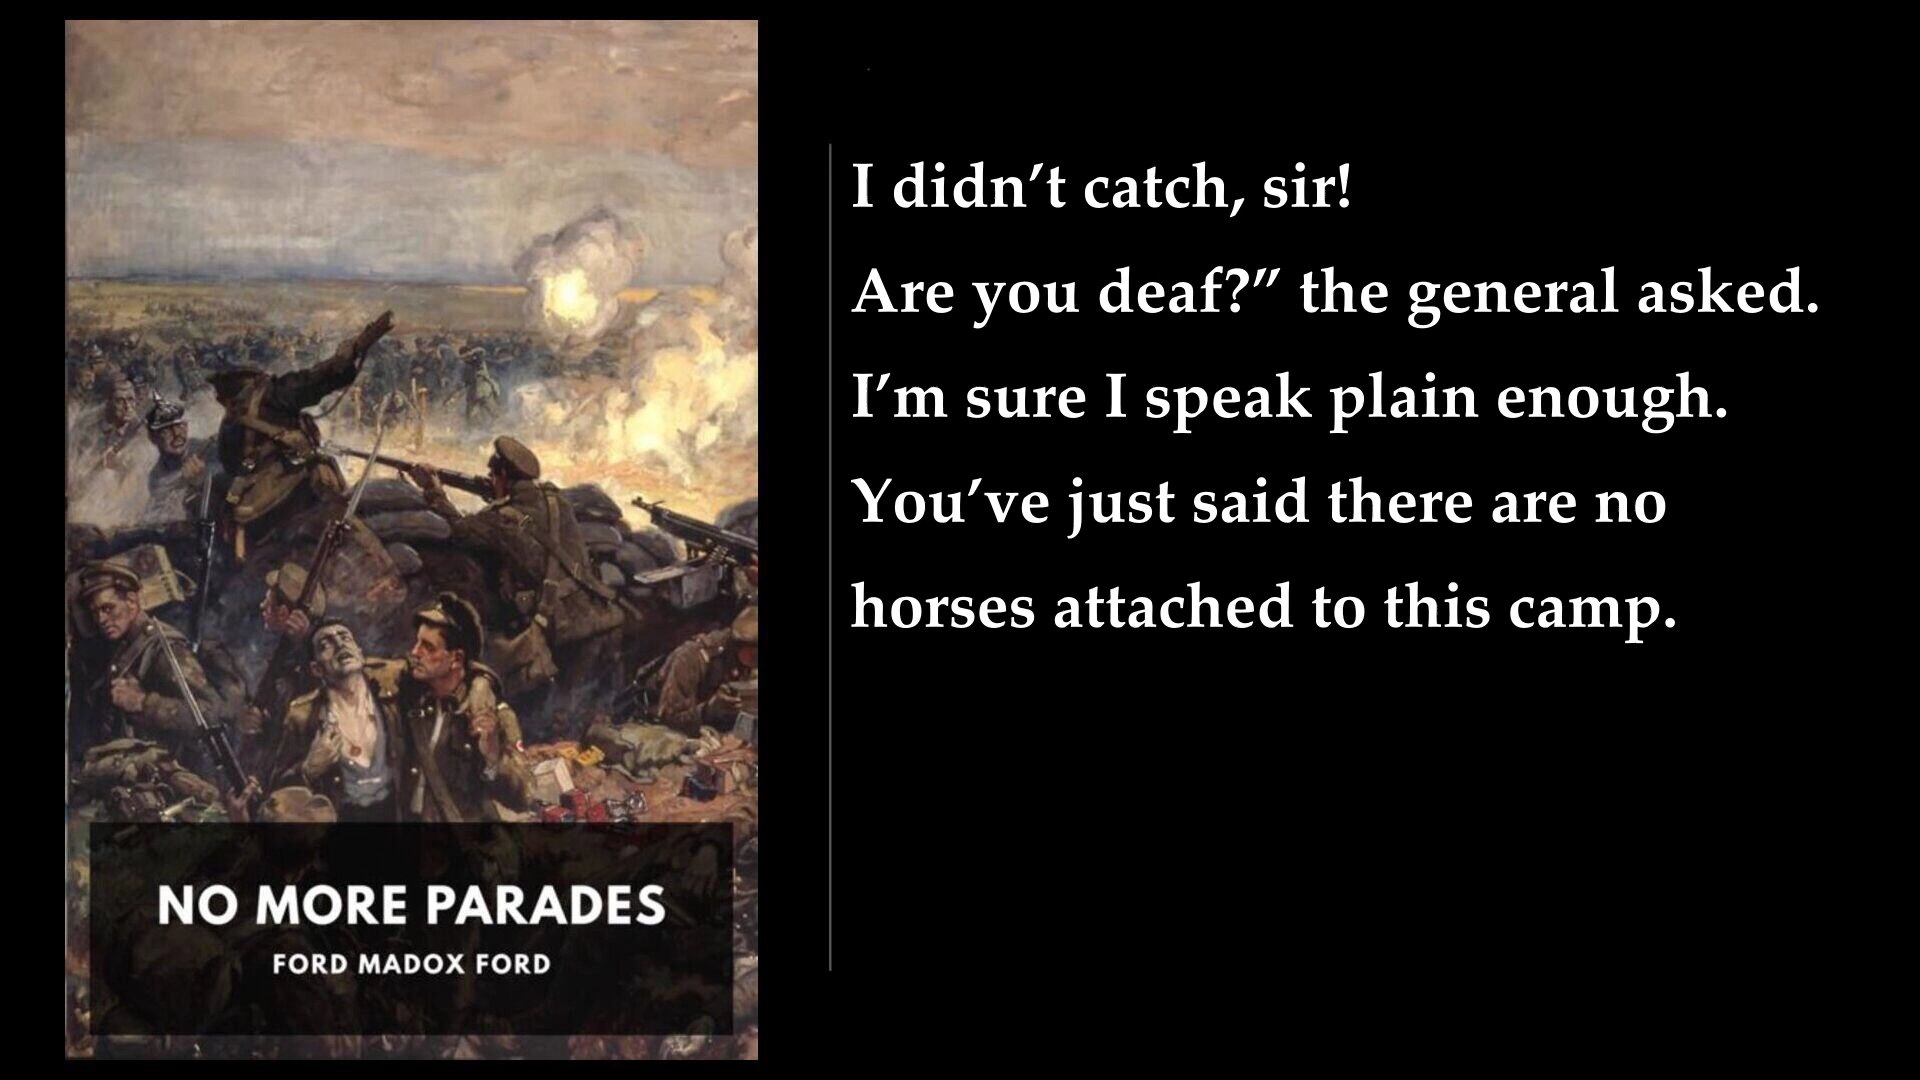 NO MORE PARADES
FORD MADOX FORD
I didn’t catch, sir!
Are you deaf?” the general asked.
I’m sure I speak plain enough.
You’ve just said there are no
horses attached to this camp.